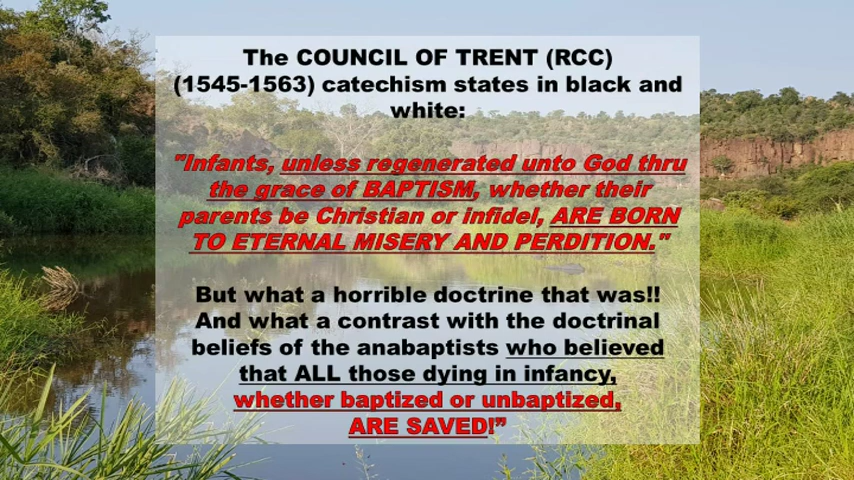 The COUNCIL OF TRENT (RCC)
(1545-1563) catechism states in black and
white:
"Infants, unless regenerated unto God thru
the grace of BAPTISM, whether their
parents be Christian or infidel, ARE BORN
TO ETERNAL MISERY AND PERDITION."
But what a horrible doctrine that was!!
And what a contrast with the doctrinal
beliefs of the anabaptists who believed
that ALL those dying in infancy,
whether baptized or unbaptized,
ARE SAVED!”